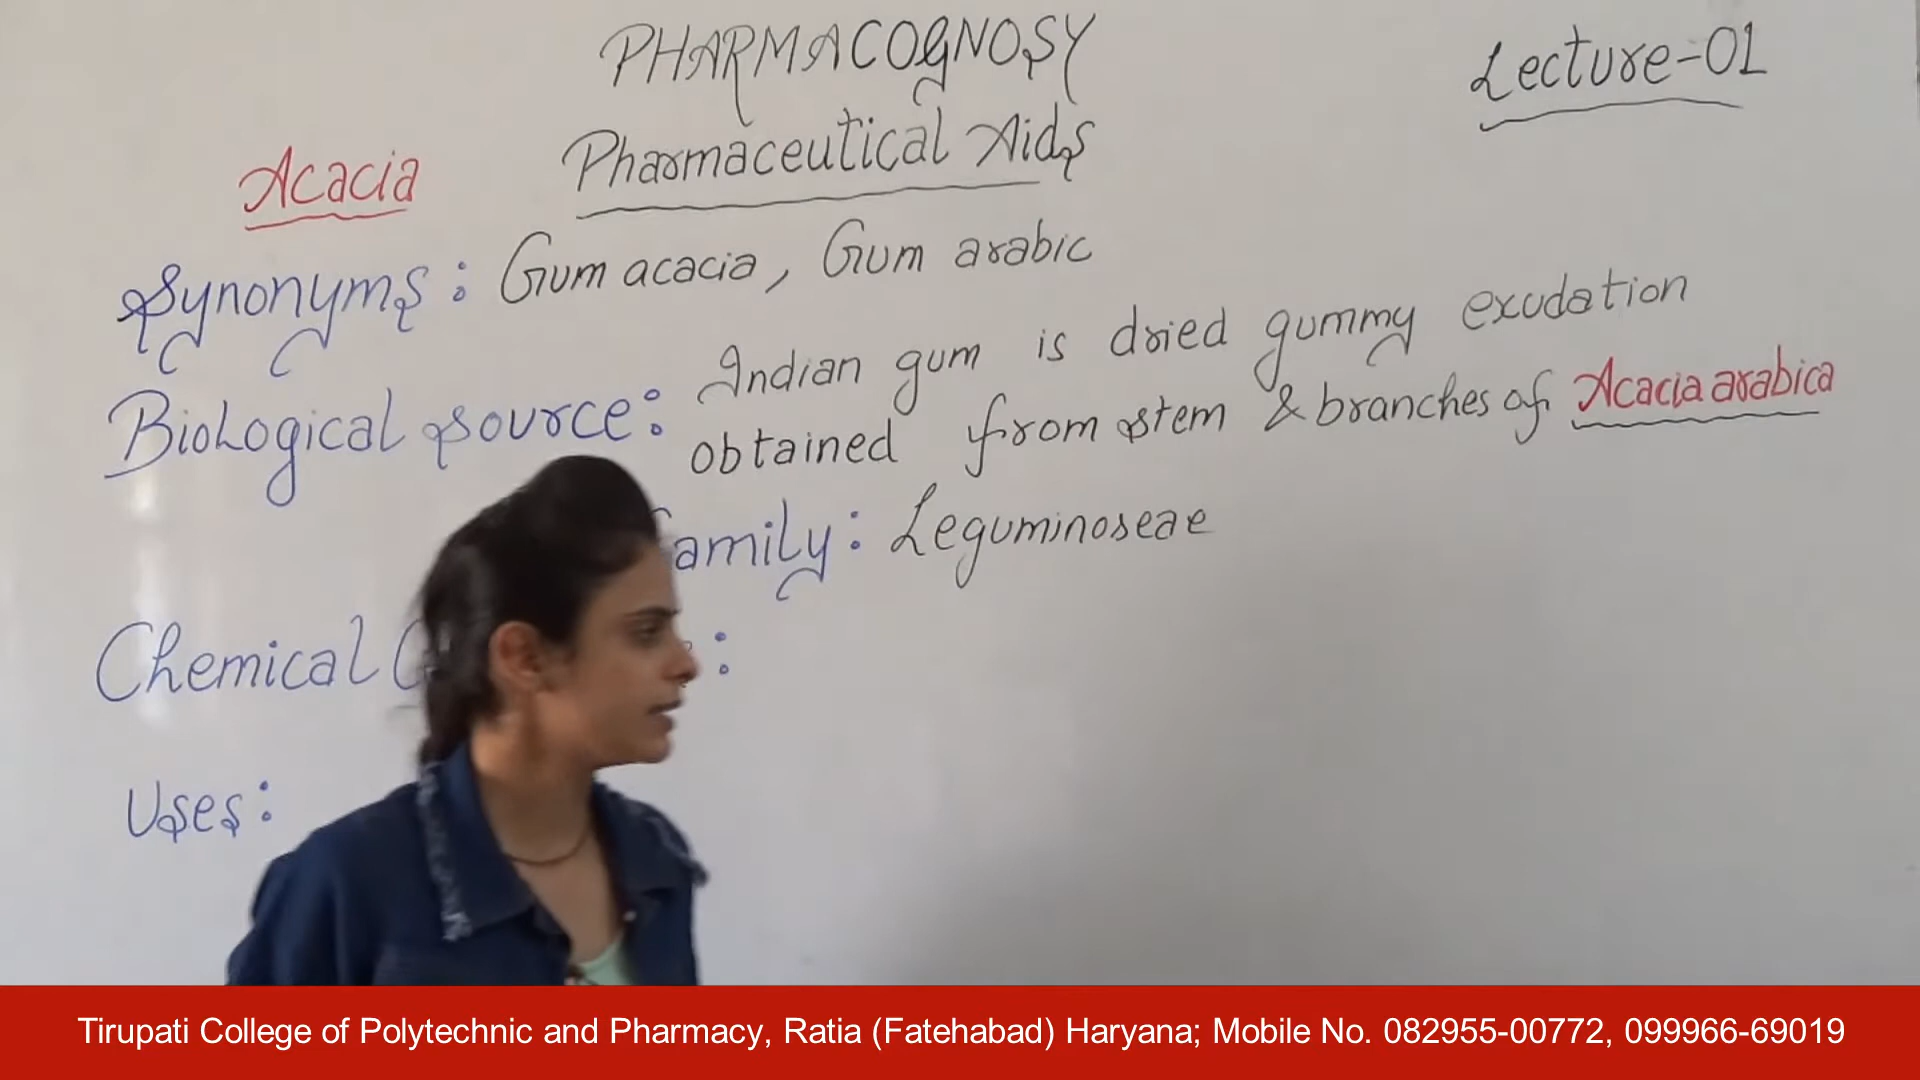 PHARMACOGNOSY
Lecture-01
Pharmaceutical Aids
Acacia
Synonyms: Gum acacia, Gum arabic
Biological source: Indian gum is dried gummy exudation
obtained from stem & branches of Acacia arabica
Family: Leguminoseae
Chemical :
Uses:
Tirupati College of Polytechnic and Pharmacy, Ratia (Fatehabad) Haryana; Mobile No. 082955-00772, 099966-69019